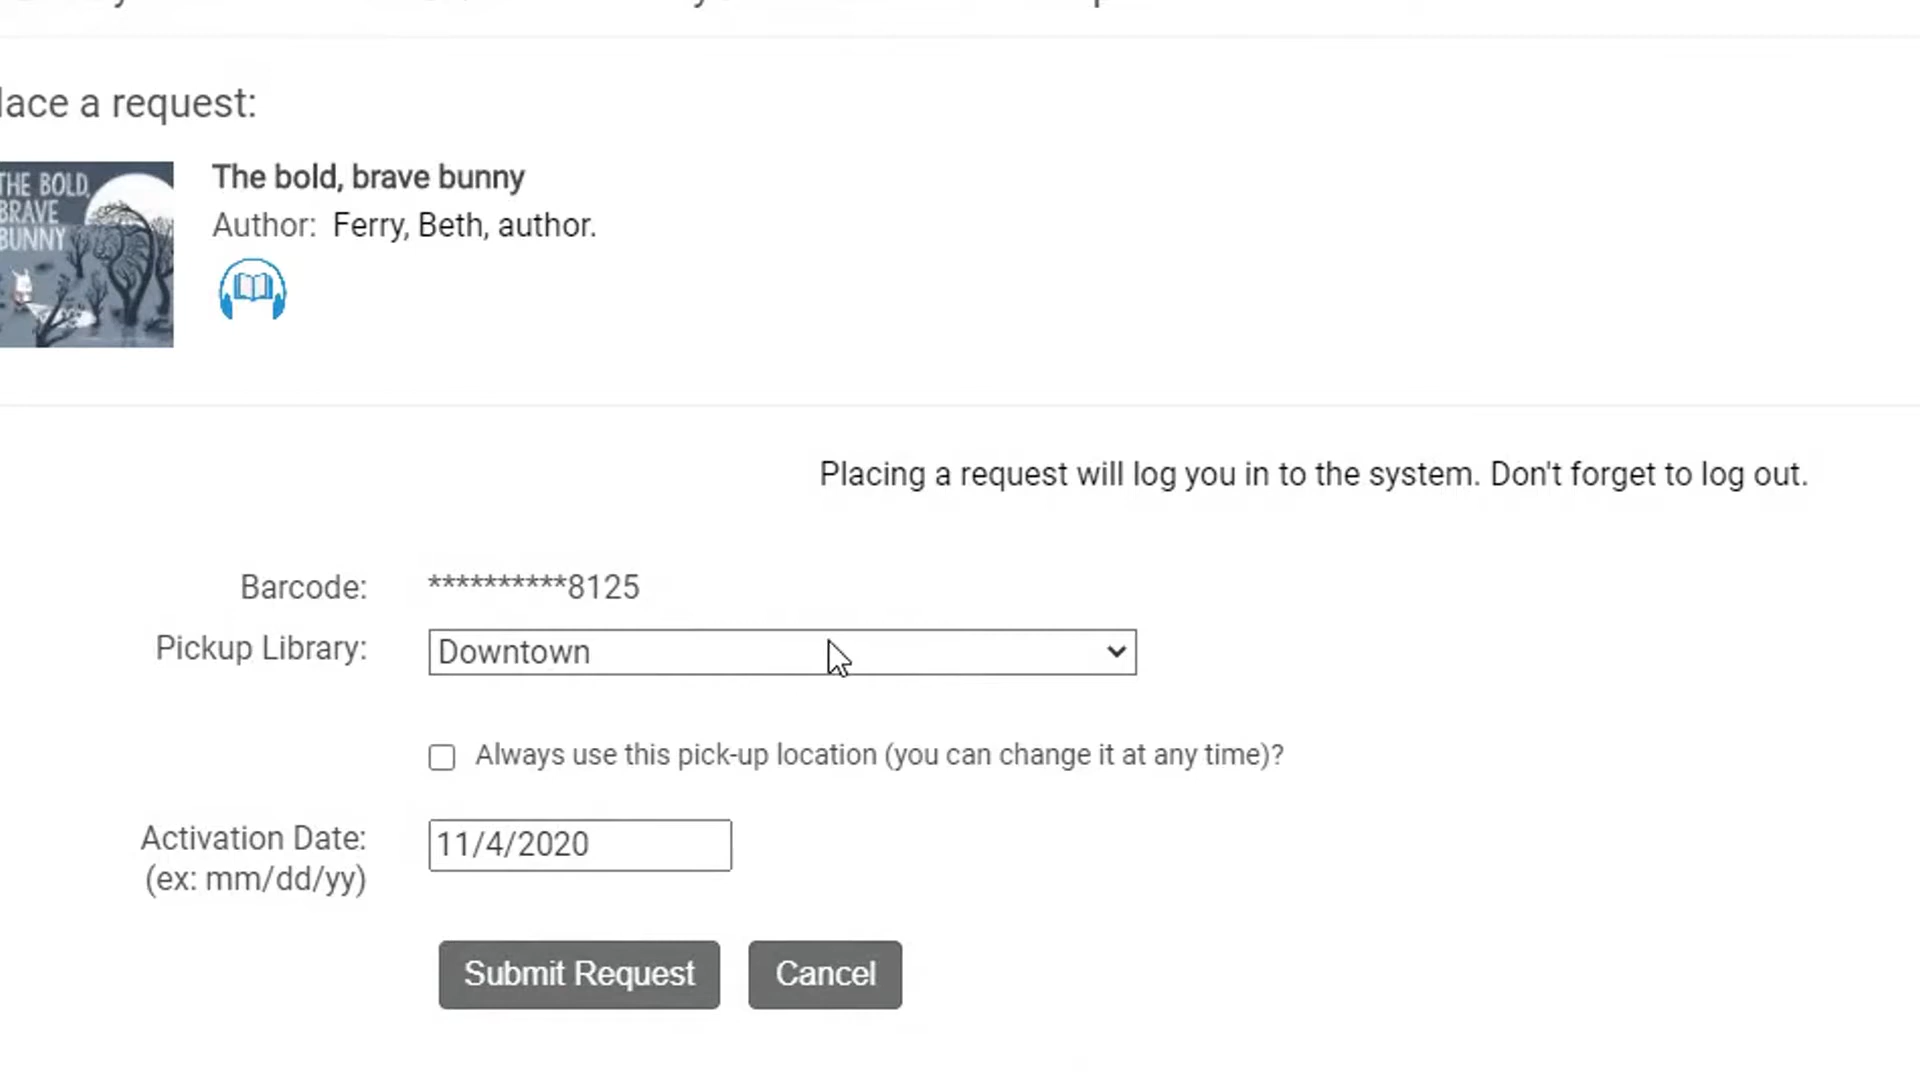 lace a request:
THE BOLD,
BRAVE
BUNNY
The bold, brave bunny
Author: Ferry, Beth, author.
Placing a request will log you in to the system. Don't forget to log out.
Barcode: **********8125
Pickup Library: Downtown
Always use this pick-up location (you can change it at any time)?
Activation Date: 11/4/2020
(ex: mm/dd/yy)
Submit Request Cancel